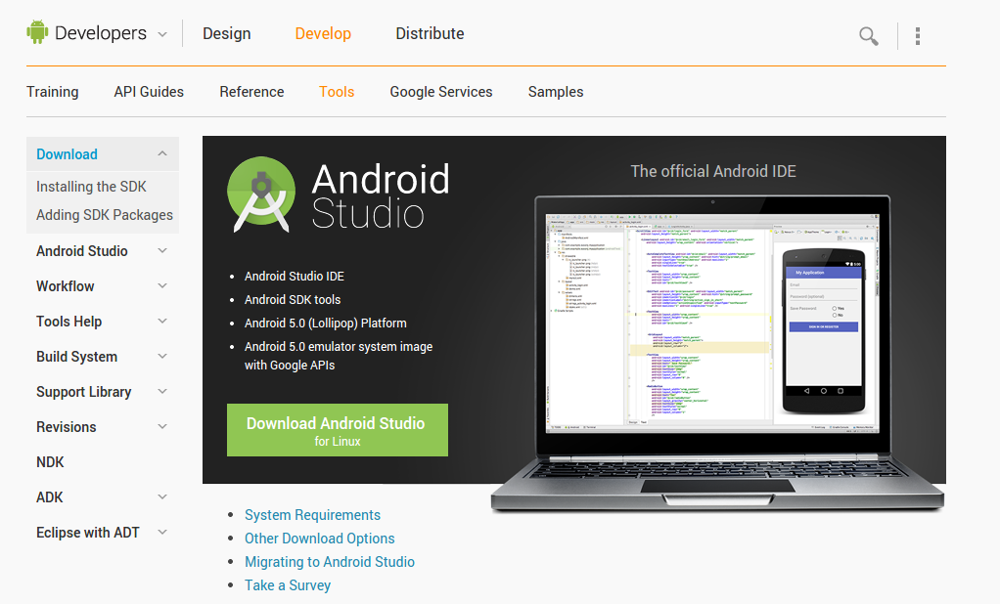 Developers
Design
Develop
Distribute
Training
API Guides
Reference
Tools
Google Services
Samples
Download
Installing the SDK
Adding SDK Packages
Android Studio
Workflow
Tools Help
Build System
Support Library
Revisions
NDK
ADK
Eclipse with ADT
Android
Studio
Android Studio IDE
Android SDK tools
Android 5.0 (Lollipop) Platform
Android 5.0 emulator system image
with Google APIs
Download Android Studio
for Linux
The official Android IDE
My Application
Email
Password (optional)
Yes
No
SIGN IN OR REGISTER
System Requirements
Other Download Options
Migrating to Android Studio
Take a Survey